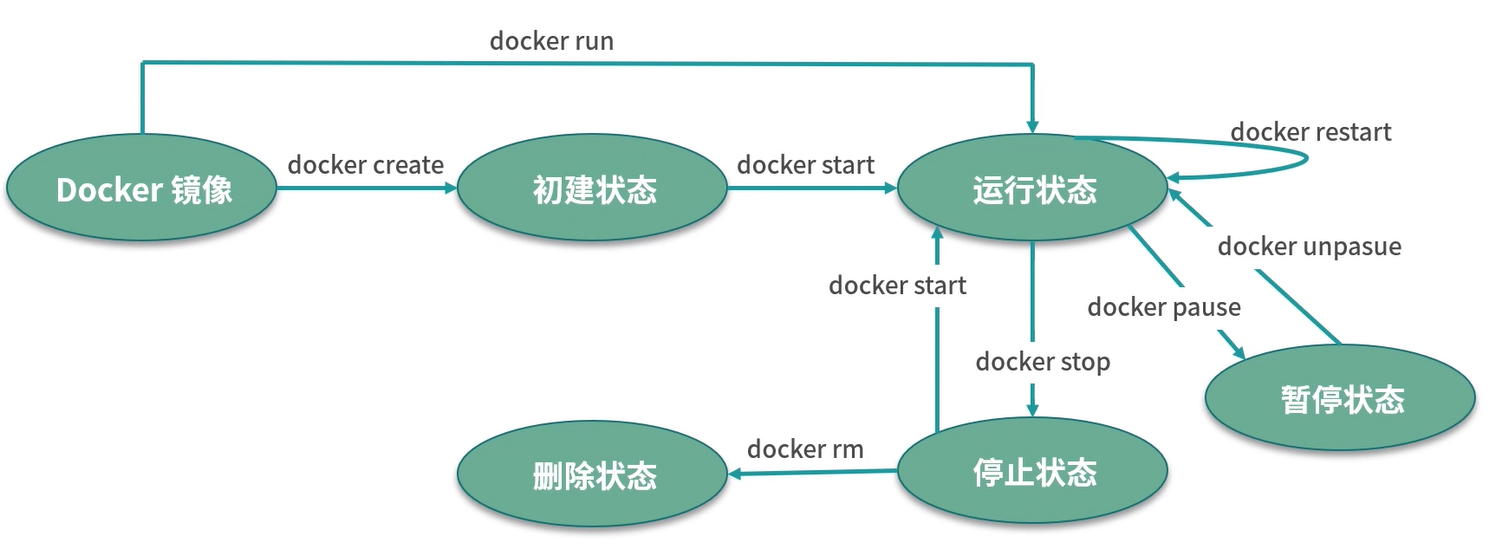 docker run
docker restart
docker create
docker start
Docker 镜像
初建状态
运行状态
docker unpasue
docker start
docker pause
docker stop
暂停状态
docker rm
删除状态
停止状态